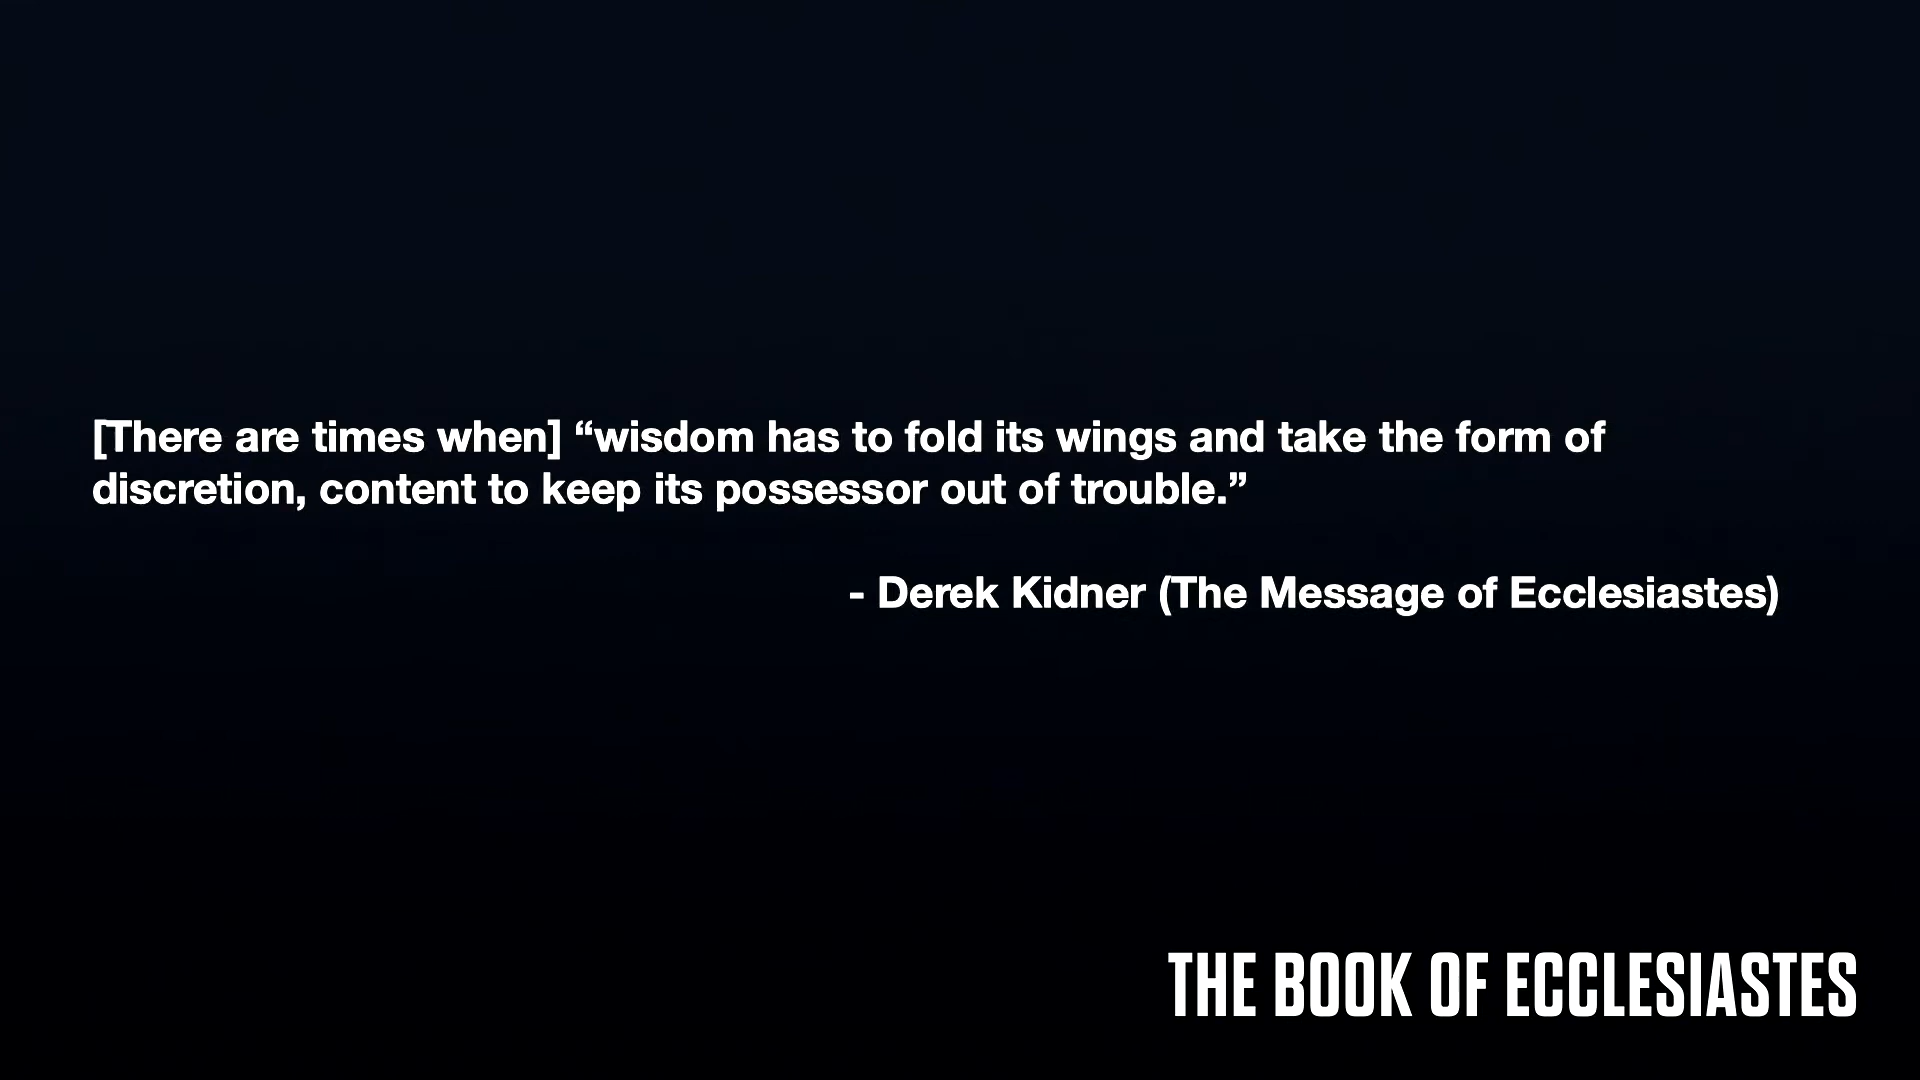 [There are times when] “wisdom has to fold its wings and take the form of
discretion, content to keep its possessor out of trouble.”
- Derek Kidner (The Message of Ecclesiastes)
THE BOOK OF ECCLESIASTES